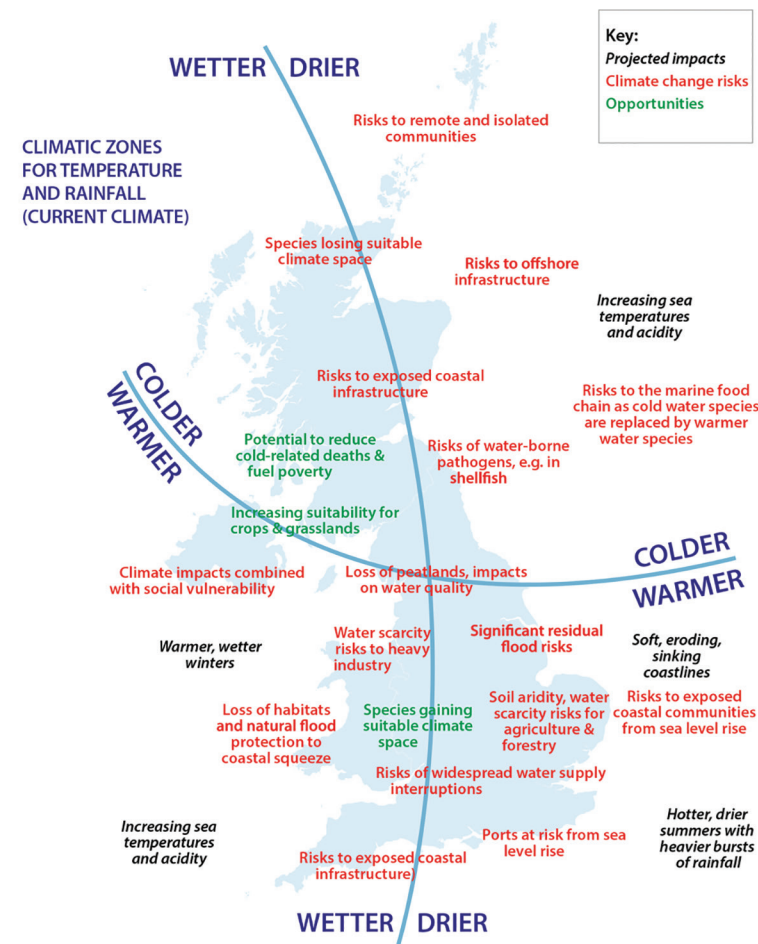 Key:
Projected impacts
Climate change risks
Opportunities
WETTER DRIER
CLIMATIC ZONES
FOR TEMPERATURE
AND RAINFALL
(CURRENT CLIMATE)
Risks to remote and isolated
communities
Species losing suitable
climate space
Risks to offshore
infrastructure
Increasing sea
temperatures
and acidity
COLDER
WARMER
Risks to exposed coastal
infrastructure
Risks to the marine food
chain as cold water species
are replaced by warmer
water species
Potential to reduce
cold-related deaths &
fuel poverty
Risks of water-borne
pathogens, e.g. in
shellfish
Increasing suitability for
crops & grasslands
COLDER
WARMER
Climate impacts combined
with social vulnerability
Loss of peatlands, impacts
on water quality
Warmer, wetter
winters
Water scarcity
risks to heavy
industry
Significant residual
flood risks
Soft, eroding,
sinking
coastlines
Loss of habitats
and natural flood
protection to
coastal squeeze
Species gaining
suitable climate
space
Soil aridity, water
scarcity risks for
agriculture &
forestry
Risks to exposed
coastal communities
from sea level rise
Risks of widespread water supply
interruptions
Increasing sea
temperatures
and acidity
Ports at risk from sea
level rise
Hotter, drier
summers with
heavier bursts
of rainfall
Risks to exposed coastal
infrastructure)
WETTER DRIER